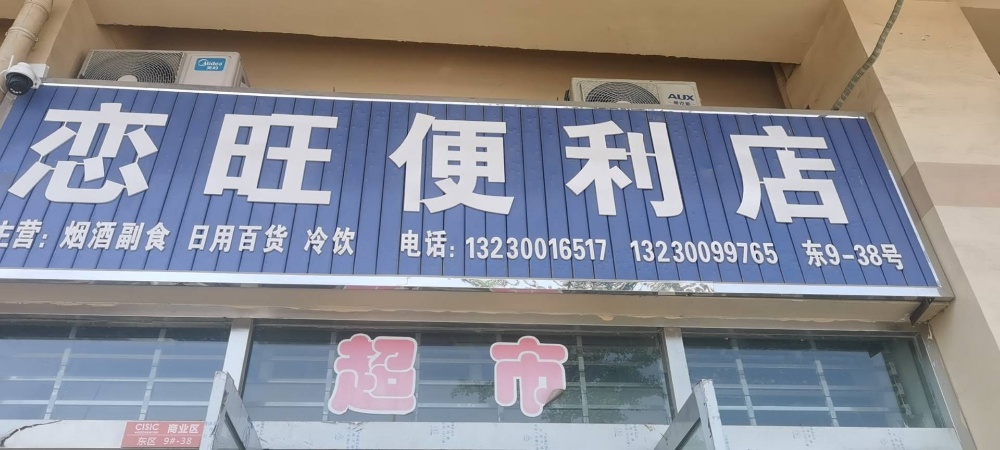 Midea
美的
AUX
恋旺便利店
主营：烟酒副食 日用百货 冷饮 电话：13230016517 13230099765 东9-38号
超市
CISIC 商业区
东区 9#-38